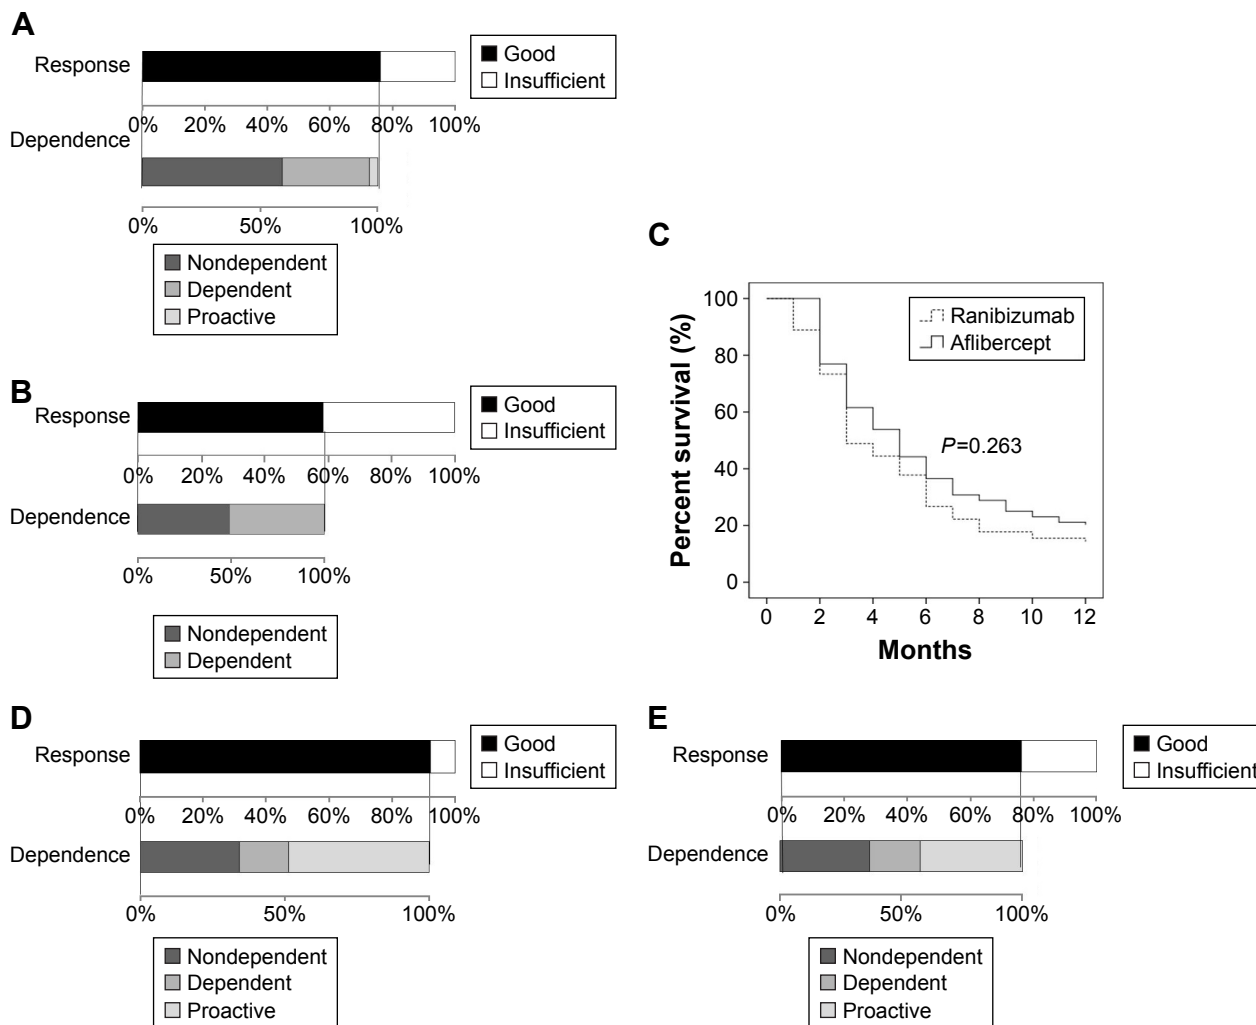 A
Response
Good
Insufficient
0% 20% 40% 60% 80% 100%
Dependence
0% 50% 100%
Nondependent
Dependent
Proactive
B
Response
Good
Insufficient
0% 20% 40% 60% 80% 100%
Dependence
0% 50% 100%
Nondependent
Dependent
C
Percent survival (%)
100
80
60
40
20
0
Ranibizumab
Aflibercept
P=0.263
0 2 4 6 8 10 12
Months
D
Response
Good
Insufficient
0% 20% 40% 60% 80% 100%
Dependence
0% 50% 100%
Nondependent
Dependent
Proactive
E
Response
Good
Insufficient
0% 20% 40% 60% 80% 100%
Dependence
0% 50% 100%
Nondependent
Dependent
Proactive